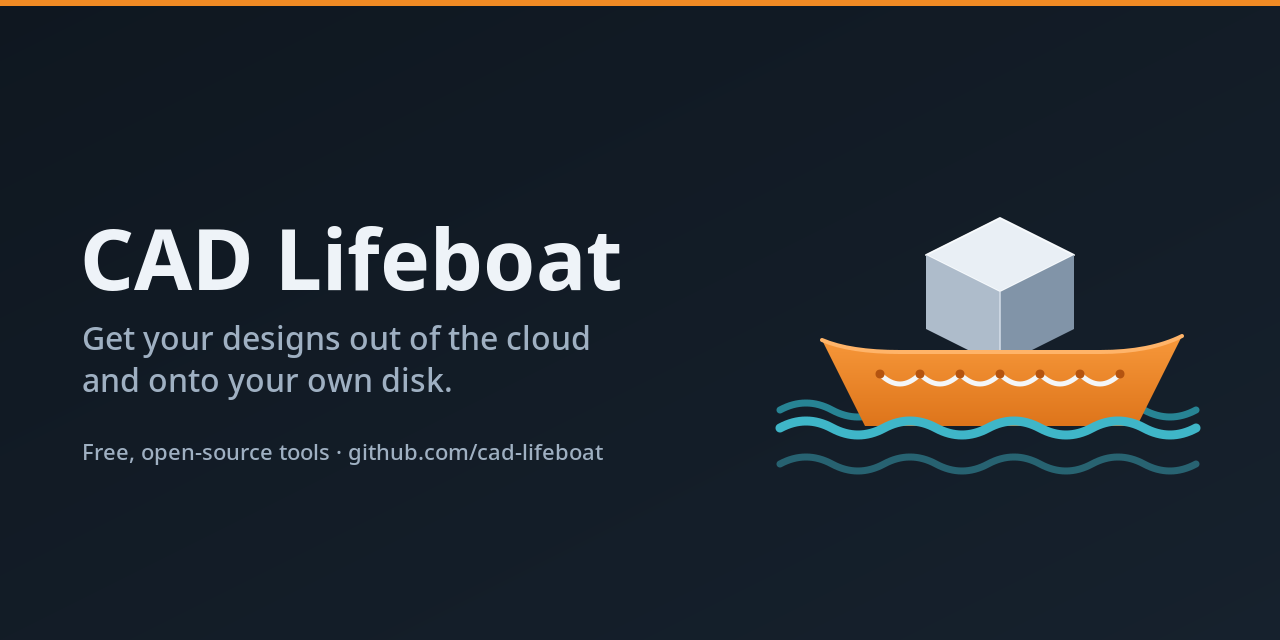 CAD Lifeboat
Get your designs out of the cloud
and onto your own disk.
Free, open-source tools · github.com/cad-lifeboat